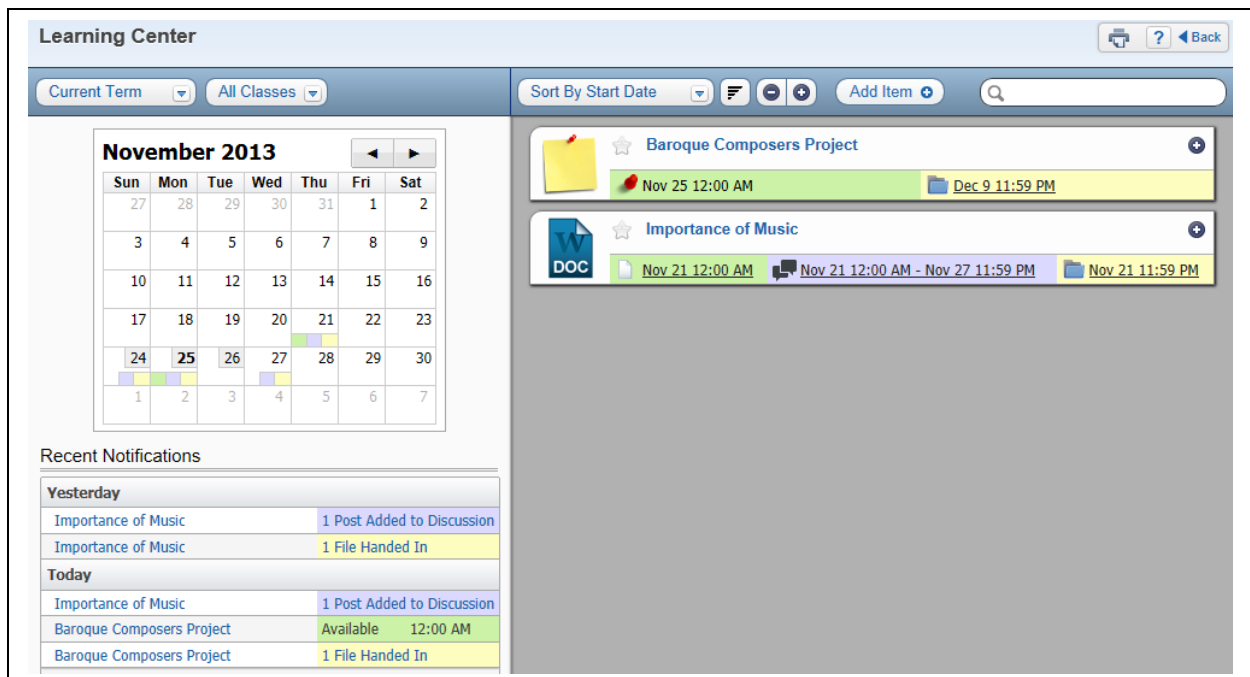 Learning Center
? Back
Current Term All Classes
Sort By Start Date Add Item
November 2013
Sun Mon Tue Wed Thu Fri Sat
27 28 29 30 31 1 2
3 4 5 6 7 8 9
10 11 12 13 14 15 16
17 18 19 20 21 22 23
24 25 26 27 28 29 30
1 2 3 4 5 6 7
Recent Notifications
Yesterday
Importance of Music 1 Post Added to Discussion
Importance of Music 1 File Handed In
Today
Importance of Music 1 Post Added to Discussion
Baroque Composers Project Available 12:00 AM
Baroque Composers Project 1 File Handed In
Baroque Composers Project
Nov 25 12:00 AM Dec 9 11:59 PM
W
DOC
Importance of Music
Nov 21 12:00 AM Nov 21 12:00 AM - Nov 27 11:59 PM Nov 21 11:59 PM